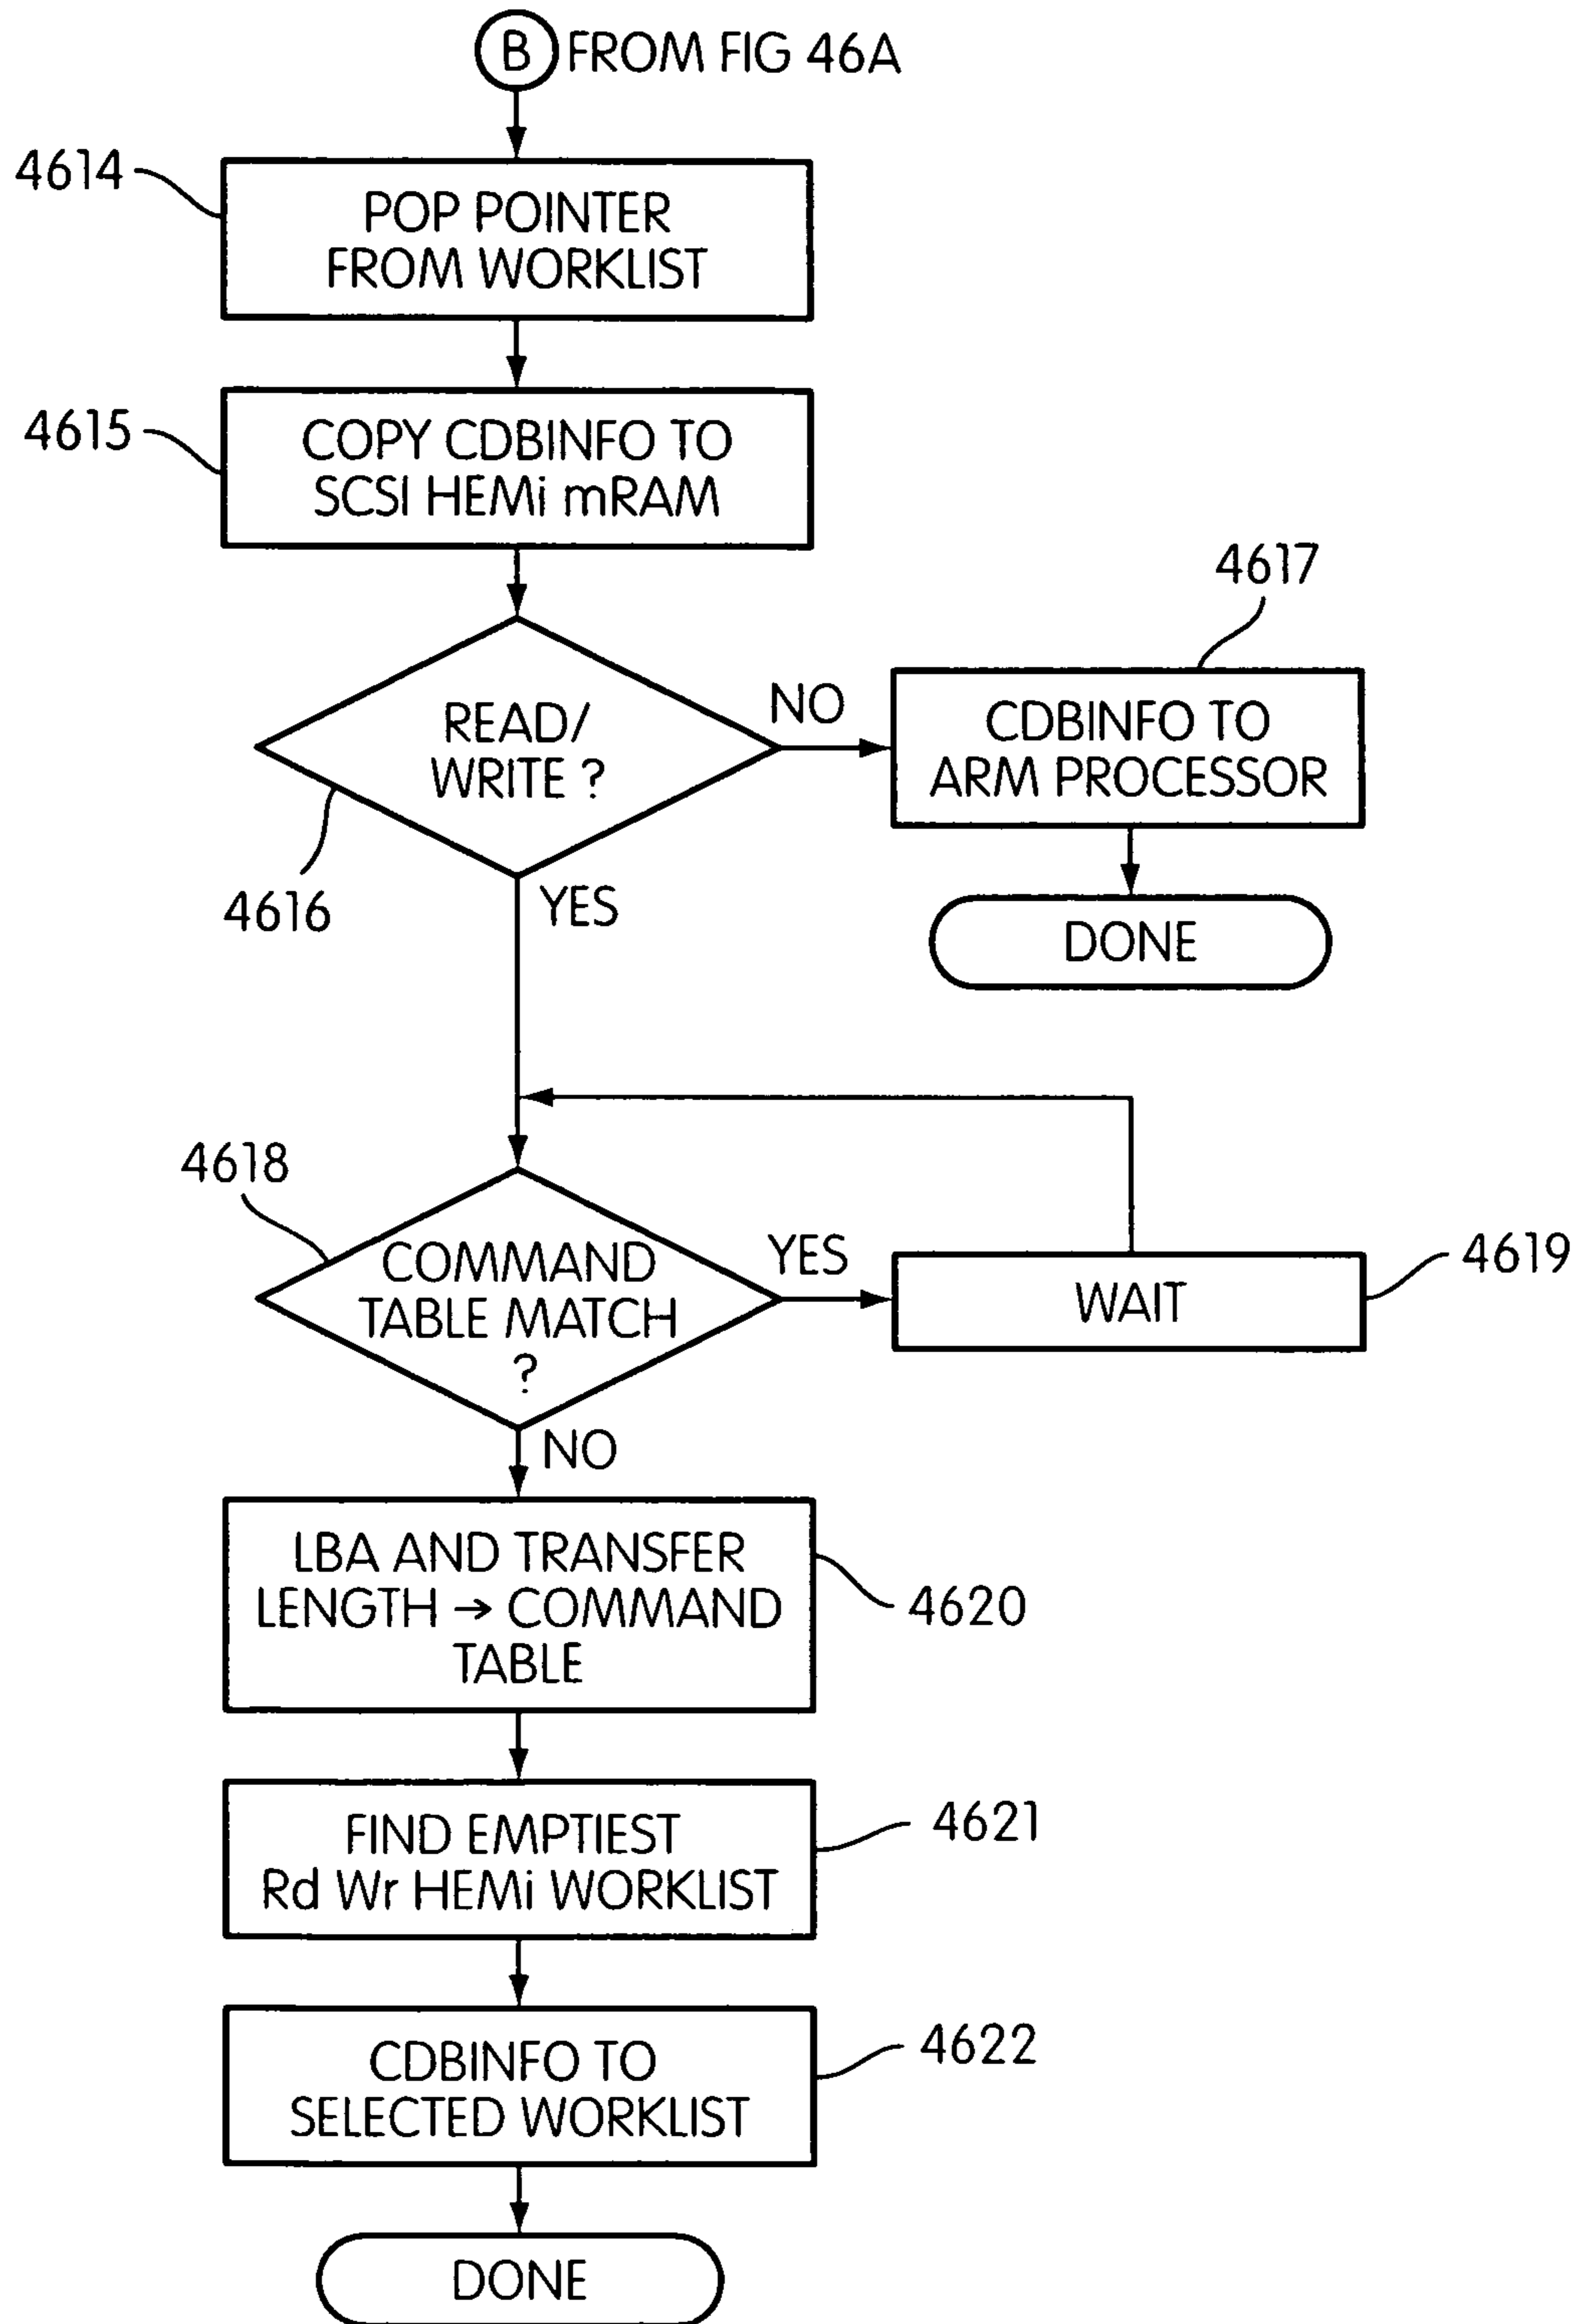 B FROM FIG 46A
4614
POP POINTER
FROM WORKLIST
4615
COPY CDBINFO TO
SCSI HEMi mRAM
4617
READ/
WRITE ?
NO
CDBINFO TO
ARM PROCESSOR
4616
YES
DONE
4618
COMMAND
TABLE MATCH
?
YES
WAIT
4619
NO
LBA AND TRANSFER
LENGTH → COMMAND
TABLE
4620
FIND EMPTIEST
Rd Wr HEMi WORKLIST
4621
CDBINFO TO
SELECTED WORKLIST
4622
DONE